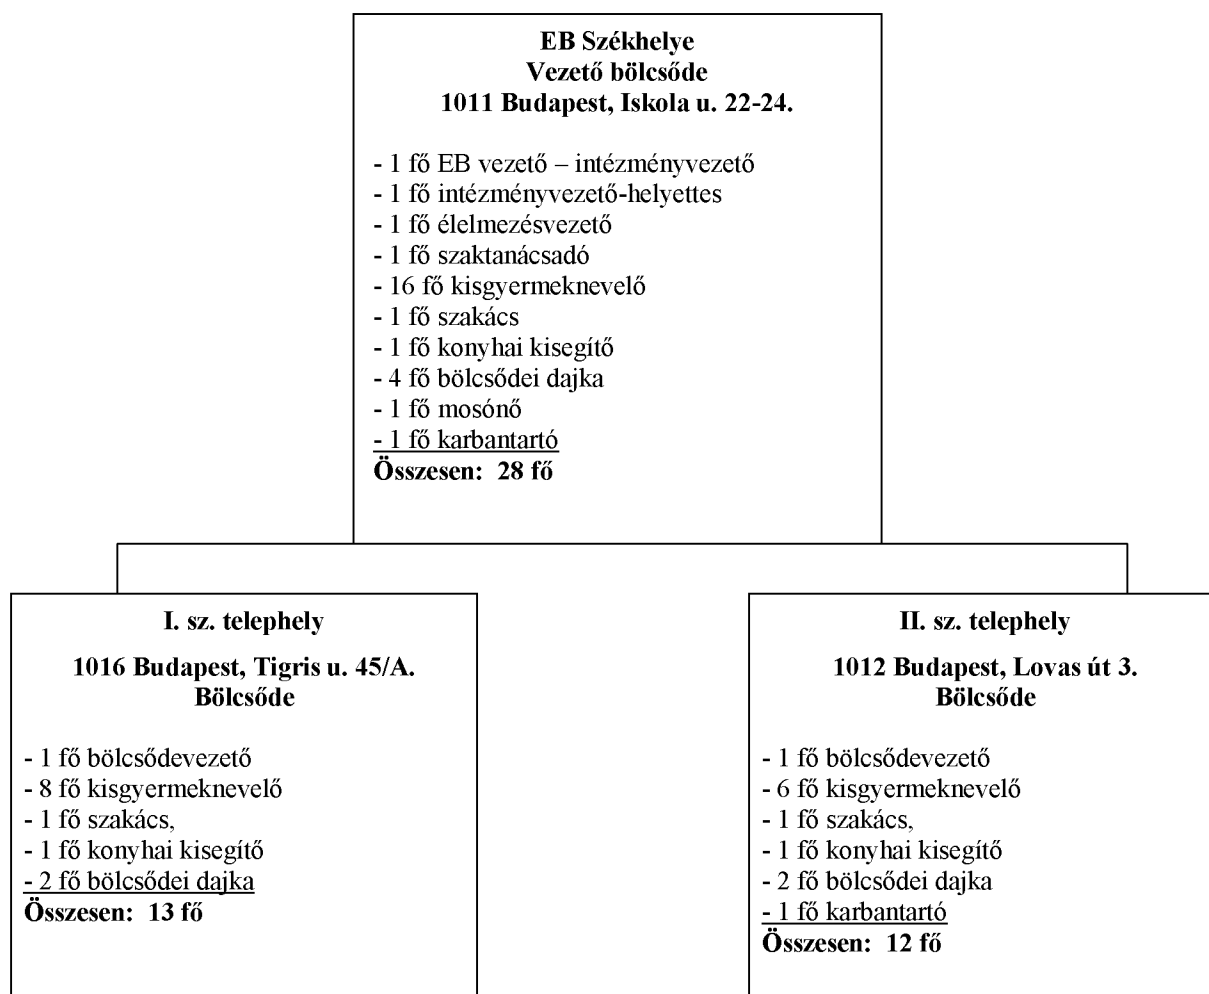 EB Székhelye
Vezető bölcsőde
1011 Budapest, Iskola u. 22-24.
- 1 fő EB vezető – intézményvezető
- 1 fő intézményvezető-helyettes
- 1 fő élelmezésvezető
- 1 fő szaktanácsadó
- 16 fő kisgyermeknevelő
- 1 fő szakács
- 1 fő konyhai kisegítő
- 4 fő bölcsődei dajka
- 1 fő mosónő
- 1 fő karbantartó
Összesen: 28 fő
I. sz. telephely
1016 Budapest, Tigris u. 45/A.
Bölcsőde
- 1 fő bölcsődevezető
- 8 fő kisgyermeknevelő
- 1 fő szakács,
- 1 fő konyhai kisegítő
- 2 fő bölcsődei dajka
Összesen: 13 fő
II. sz. telephely
1012 Budapest, Lovas út 3.
Bölcsőde
- 1 fő bölcsődevezető
- 6 fő kisgyermeknevelő
- 1 fő szakács,
- 1 fő konyhai kisegítő
- 2 fő bölcsődei dajka
- 1 fő karbantartó
Összesen: 12 fő